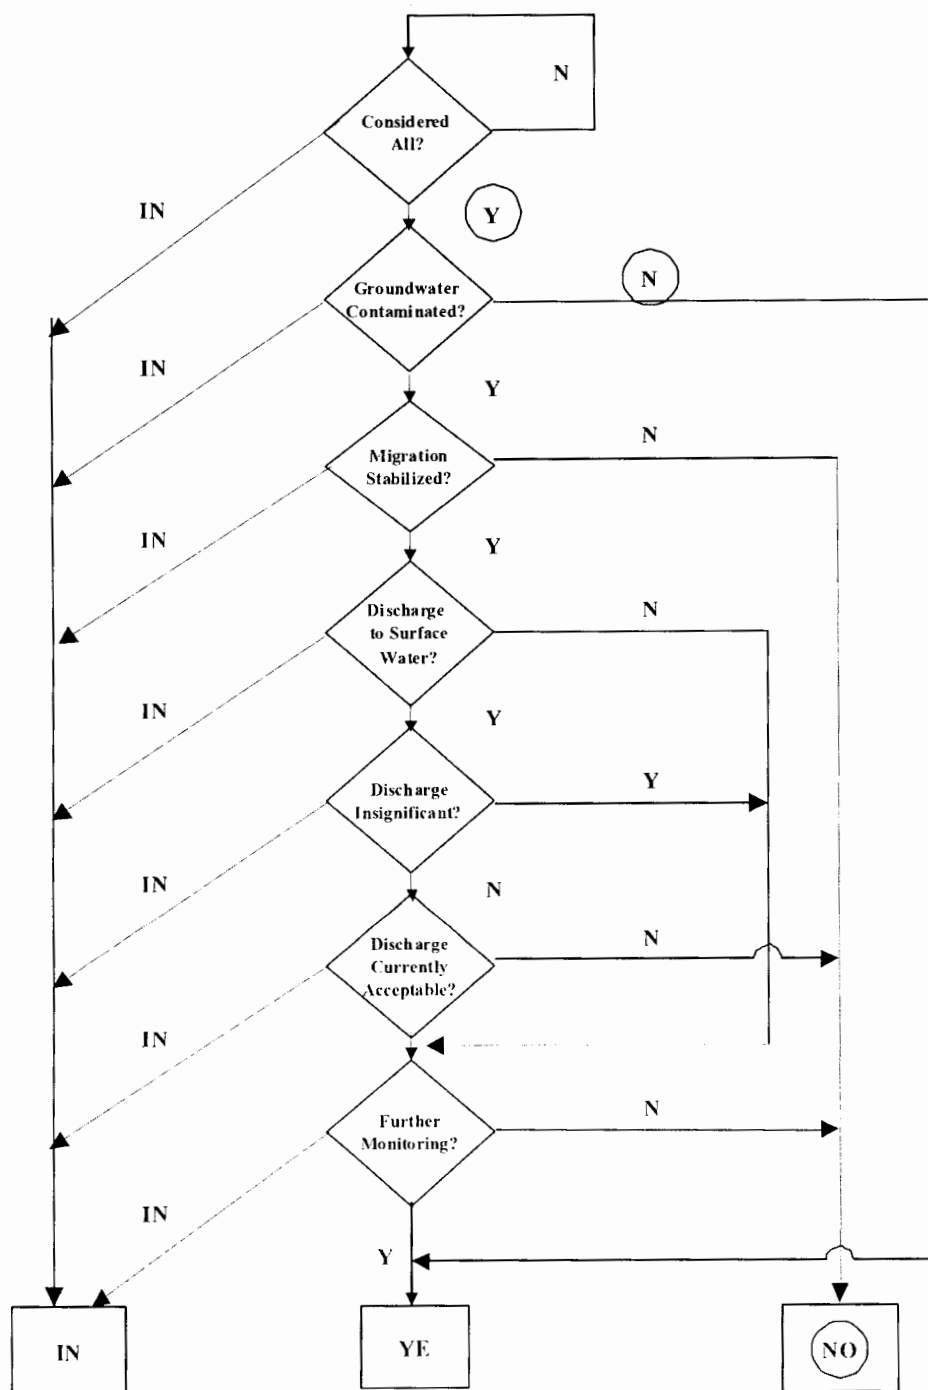 N
Considered
All?
IN
Y
N
Groundwater
Contaminated?
IN
Y
N
Migration
Stabilized?
IN
Y
N
Discharge
to Surface
Water?
IN
Y
Y
Discharge
Insignificant?
IN
N
N
Discharge
Currently
Acceptable?
IN
N
Further
Monitoring?
IN
Y
IN
YE
NO